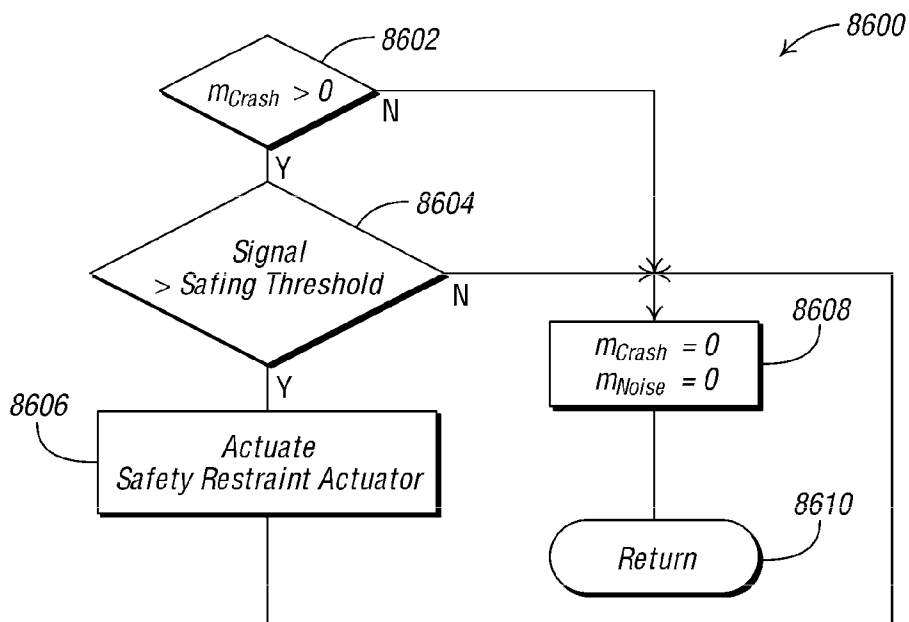 8600
8602
mCrash > 0
N
Y
8604
Signal
> Safing Threshold
N
Y
8606
Actuate
Safety Restraint Actuator
8608
mCrash = 0
mNoise = 0
8610
Return